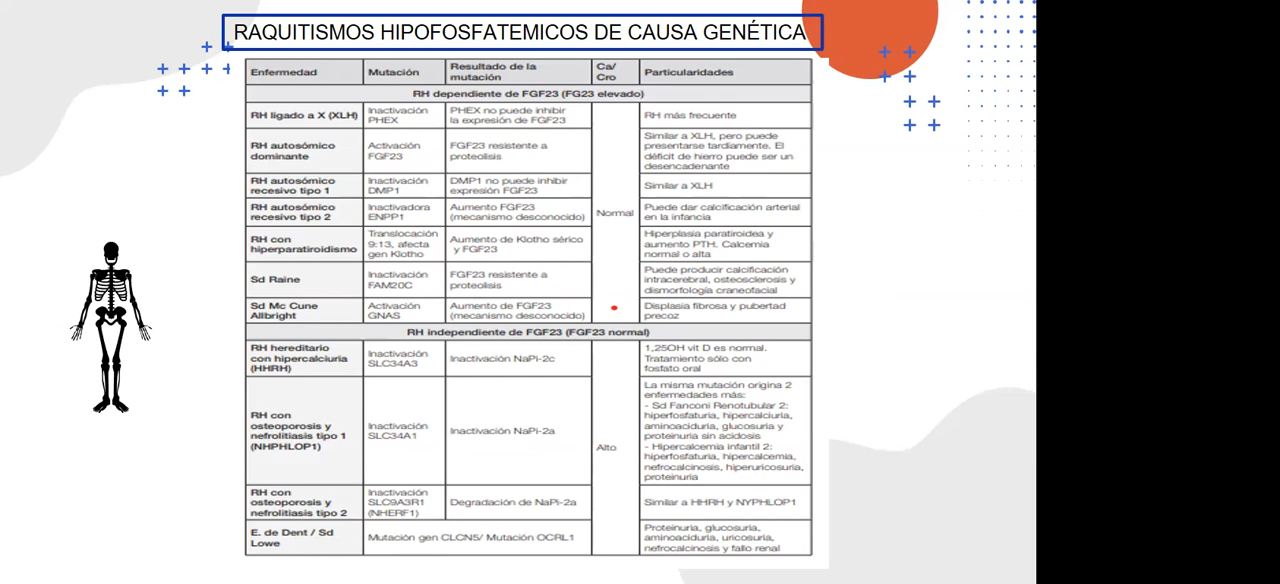 RAQUITISMOS HIPOFOSFATEMICOS DE CAUSA GENÉTICA
Enfermedad
Mutación
Resultado de la
mutación
Ca/
Cro
Particularidades
RH dependiente de FGF23 (FG23 elevado)
RH ligado a X (XLH)
Inactivación
PHEX
PHEX no puede inhibir
la expresión de FGF23
RH más frecuente
RH autosómico
dominante
Activación
FGF23
FGF23 resistente a
proteolisis
Similar a XLH, pero puede
presentarse tardiamente. El
déficit de hierro puede ser un
desencadenante
RH autosómico
recesivo tipo 1
Inactivación
DMP1
DMP1 no puede inhibir
expresión FGF23
Similar a XLH
RH autosómico
recesivo tipo 2
Inactivadora
ENPP1
Aumento FGF23
(mecanismo desconocido)
Normal
Puede dar calcificación arterial
en la infancia
RH con
hiperparatiroidismo
Translocación
9:13, afecta
gen Klotho
Aumento de Klotho sérico
y FGF23
Hiperplasia paratiroidea y
aumento PTH. Calcemia
normal o alta
Sd Raine
Inactivación
FAM20C
FGF23 resistente a
proteolisis
Puede producir calcificación
intracerebral, osteosclerosis y
dismorfología craneofacial
Sd Mc Cune
Allbright
Activación
GNAS
Aumento de FGF23
(mecanismo desconocido)
Displasia fibrosa y pubertad
precoz
RH independiente de FGF23 (FGF23 normal)
RH hereditario
con hipercalciuria
(HHRH)
Inactivación
SLC34A3
Inactivación NaPi-2c
1,25OH vit D es normal.
Tratamiento sólo con
fosfato oral
RH con
osteoporosis y
nefrolitiasis tipo 1
(NHPHLOP1)
Inactivación
SLC34A1
Inactivación NaPi-2a
Alto
La misma mutación origina 2
enfermedades más:
- Sd Fanconi Renotubular 2:
hiperfosfaturia, hipercalciuria,
aminoaciduria, glucosuria y
proteinuria sin acidosis
- Hipercalcemia infantil 2:
hiperfosfaturia, hipercalcemia,
nefrocalcinosis, hiperuricosuria,
proteinuria
RH con
osteoporosis y
nefrolitiasis tipo 2
Inactivación
SLC9A3R1
(NHERF1)
Degradación de NaPi-2a
Similar a HHRH y NYPHLOP1
E. de Dent / Sd
Lowe
Mutación gen CLCN5/ Mutación OCRL1
Proteinuria, glucosuria,
aminoaciduria, uricosuria,
nefrocalcinosis y fallo renal